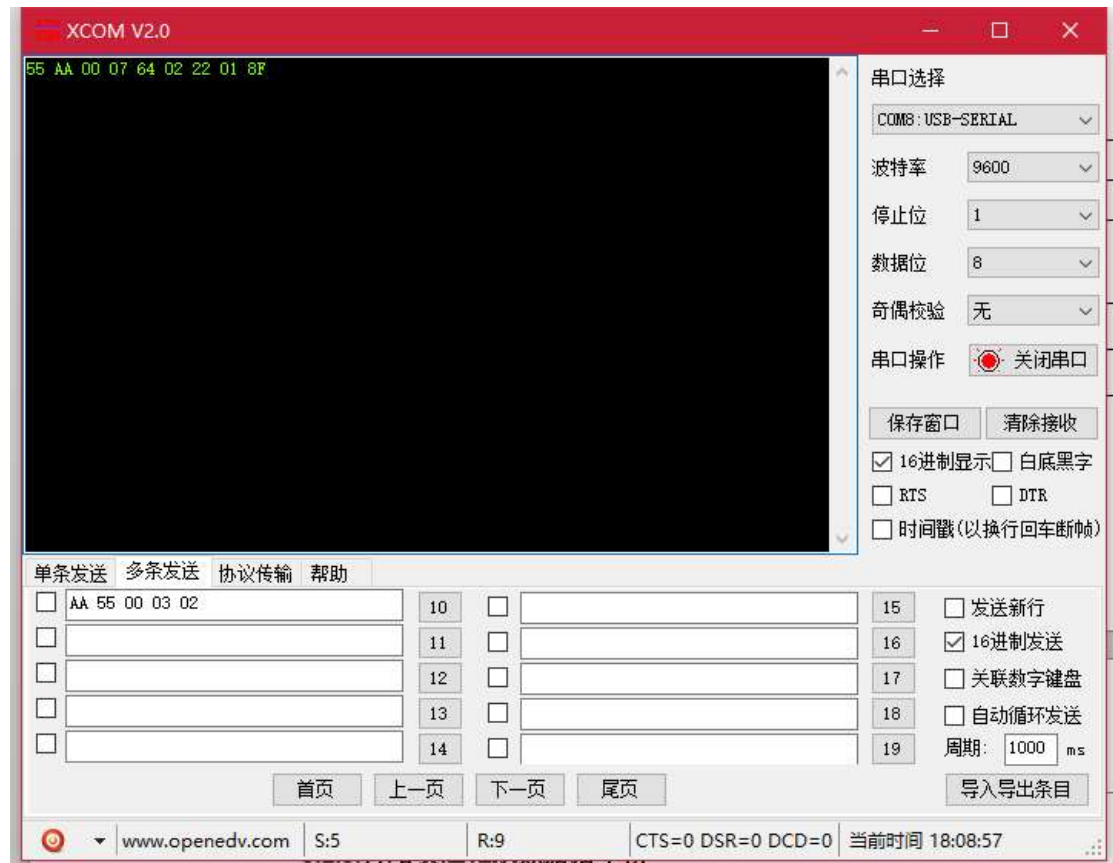 XCOM V2.0
55 AA 00 07 64 02 22 01 8F
串口选择
COM8:USB-SERIAL
波特率 9600
停止位 1
数据位 8
奇偶校验 无
串口操作 关闭串口
保存窗口 清除接收
16进制显示 白底黑字
RTS DTR
时间戳(以换行回车断帧)
单条发送 多条发送 协议传输 帮助
AA 55 00 03 02 10 15 发送新行
11 16 16进制发送
12 17 关联数字键盘
13 18 自动循环发送
14 19 周期: 1000 ms
首页 上一页 下一页 尾页 导入导出条目
www.openedv.com S:5 R:9 CTS=0 DSR=0 DCD=0 当前时间 18:08:57